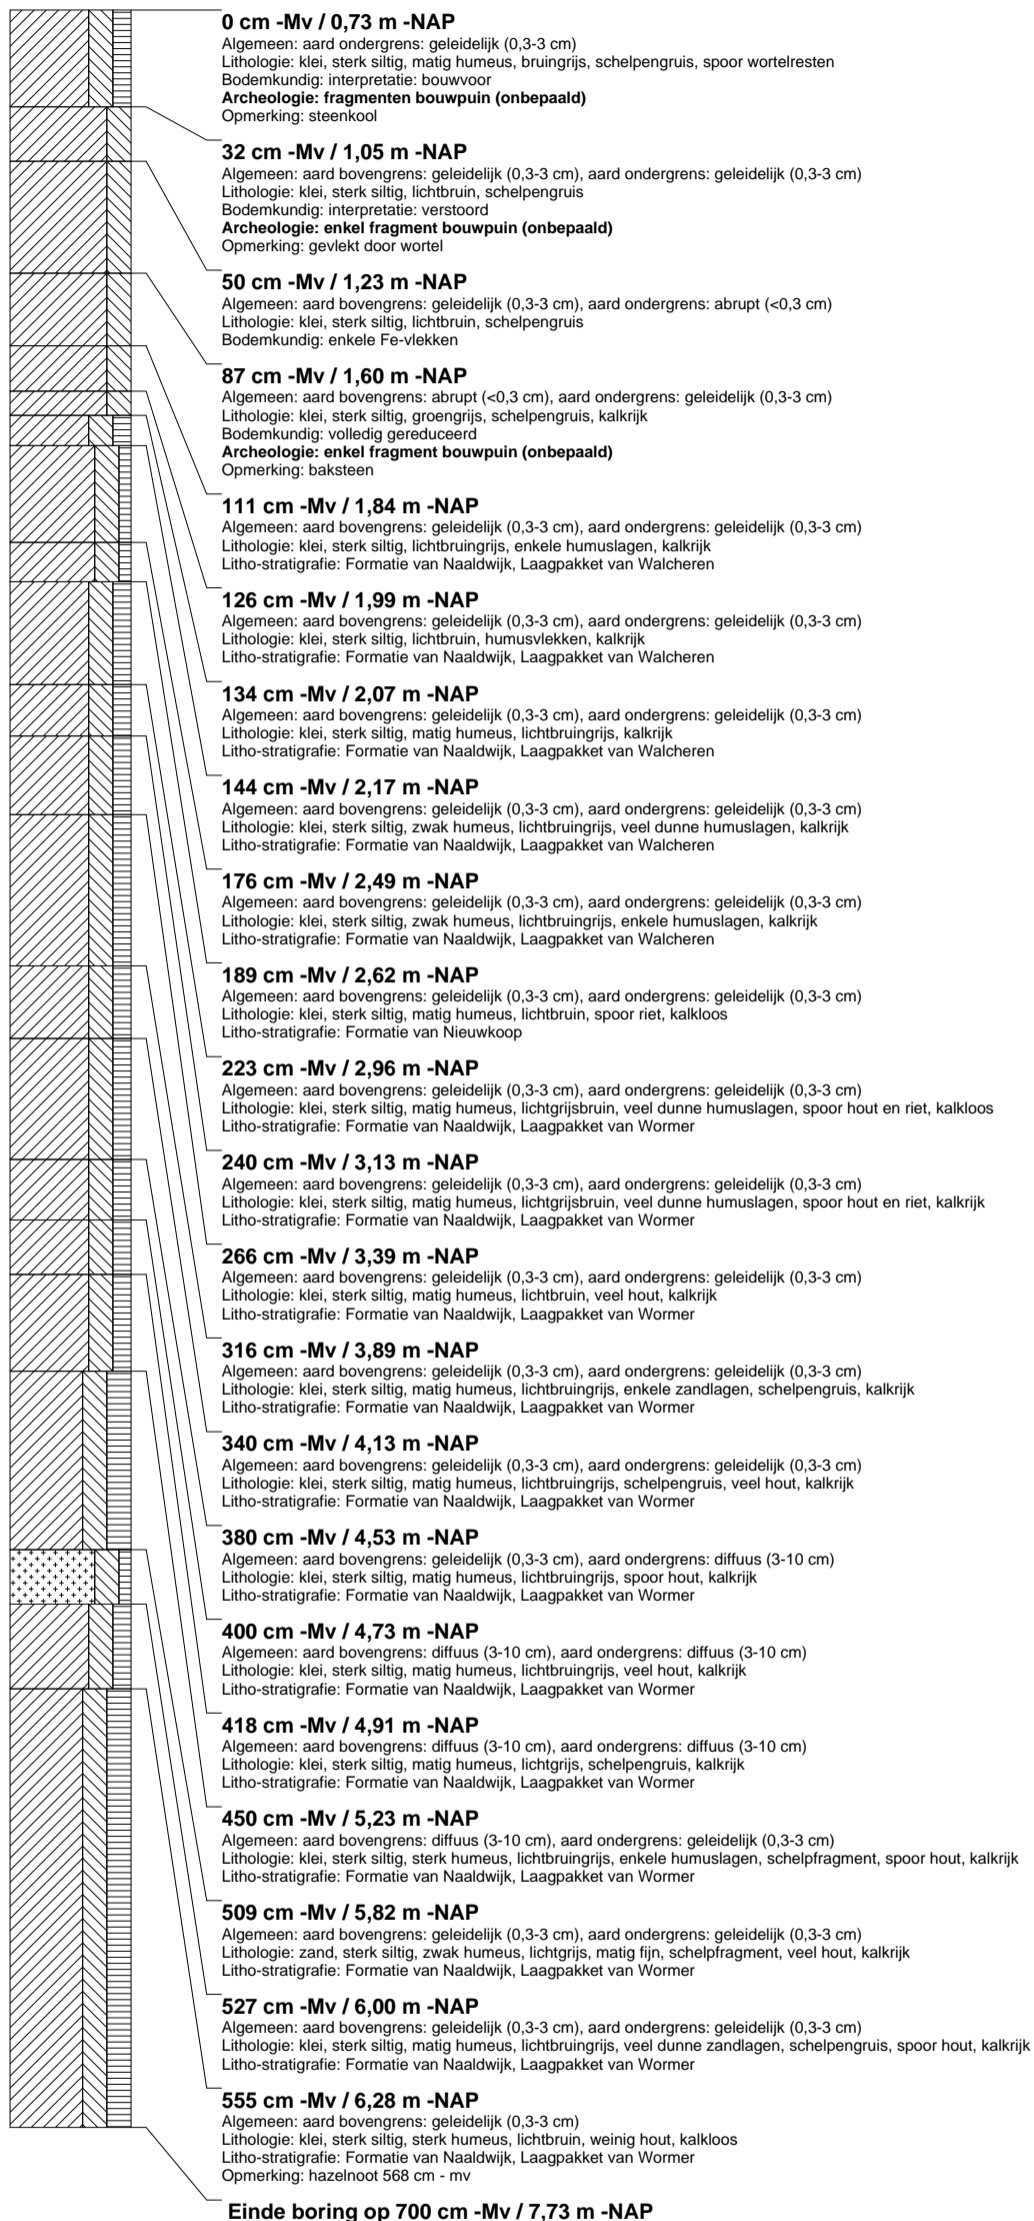 0 cm -Mv / 0,73 m -NAP
Algemeen: aard ondergrens: geleidelijk (0,3-3 cm)
Lithologie: klei, sterk siltig, matig humeus, bruingrijs, schelpengruis, spoor wortelresten
Bodemkundig: interpretatie: bouwvoor
Archeologie: fragmenten bouwpuin (onbepaald)
Opmerking: steenkool
32 cm -Mv / 1,05 m -NAP
Algemeen: aard bovengrens: geleidelijk (0,3-3 cm), aard ondergrens: geleidelijk (0,3-3 cm)
Lithologie: klei, sterk siltig, lichtbruin, schelpengruis
Bodemkundig: interpretatie: verstoord
Archeologie: enkel fragment bouwpuin (onbepaald)
Opmerking: gevlekt door wortel
50 cm -Mv / 1,23 m -NAP
Algemeen: aard bovengrens: geleidelijk (0,3-3 cm), aard ondergrens: abrupt (<0,3 cm)
Lithologie: klei, sterk siltig, lichtbruin, schelpengruis
Bodemkundig: enkele Fe-vlekken
87 cm -Mv / 1,60 m -NAP
Algemeen: aard bovengrens: abrupt (<0,3 cm), aard ondergrens: geleidelijk (0,3-3 cm)
Lithologie: klei, sterk siltig, groengrijs, schelpengruis, kalkrijk
Bodemkundig: volledig gereduceerd
Archeologie: enkel fragment bouwpuin (onbepaald)
Opmerking: baksteen
111 cm -Mv / 1,84 m -NAP
Algemeen: aard bovengrens: geleidelijk (0,3-3 cm), aard ondergrens: geleidelijk (0,3-3 cm)
Lithologie: klei, sterk siltig, lichtbruingrijs, enkele humuslagen, kalkrijk
Litho-stratigrafie: Formatie van Naaldwijk, Laagpakket van Walcheren
126 cm -Mv / 1,99 m -NAP
Algemeen: aard bovengrens: geleidelijk (0,3-3 cm), aard ondergrens: geleidelijk (0,3-3 cm)
Lithologie: klei, sterk siltig, lichtbruin, humusvlekken, kalkrijk
Litho-stratigrafie: Formatie van Naaldwijk, Laagpakket van Walcheren
134 cm -Mv / 2,07 m -NAP
Algemeen: aard bovengrens: geleidelijk (0,3-3 cm), aard ondergrens: geleidelijk (0,3-3 cm)
Lithologie: klei, sterk siltig, matig humeus, lichtbruingrijs, kalkrijk
Litho-stratigrafie: Formatie van Naaldwijk, Laagpakket van Walcheren
144 cm -Mv / 2,17 m -NAP
Algemeen: aard bovengrens: geleidelijk (0,3-3 cm), aard ondergrens: geleidelijk (0,3-3 cm)
Lithologie: klei, sterk siltig, zwak humeus, lichtbruingrijs, veel dunne humuslagen, kalkrijk
Litho-stratigrafie: Formatie van Naaldwijk, Laagpakket van Walcheren
176 cm -Mv / 2,49 m -NAP
Algemeen: aard bovengrens: geleidelijk (0,3-3 cm), aard ondergrens: geleidelijk (0,3-3 cm)
Lithologie: klei, sterk siltig, zwak humeus, lichtbruingrijs, enkele humuslagen, kalkrijk
Litho-stratigrafie: Formatie van Naaldwijk, Laagpakket van Walcheren
189 cm -Mv / 2,62 m -NAP
Algemeen: aard bovengrens: geleidelijk (0,3-3 cm), aard ondergrens: geleidelijk (0,3-3 cm)
Lithologie: klei, sterk siltig, matig humeus, lichtbruin, spoor riet, kalkloos
Litho-stratigrafie: Formatie van Nieuwkoop
223 cm -Mv / 2,96 m -NAP
Algemeen: aard bovengrens: geleidelijk (0,3-3 cm), aard ondergrens: geleidelijk (0,3-3 cm)
Lithologie: klei, sterk siltig, matig humeus, lichtgrijsbruin, veel dunne humuslagen, spoor hout en riet, kalkloos
Litho-stratigrafie: Formatie van Naaldwijk, Laagpakket van Wormer
240 cm -Mv / 3,13 m -NAP
Algemeen: aard bovengrens: geleidelijk (0,3-3 cm), aard ondergrens: geleidelijk (0,3-3 cm)
Lithologie: klei, sterk siltig, matig humeus, lichtgrijsbruin, veel dunne humuslagen, spoor hout en riet, kalkrijk
Litho-stratigrafie: Formatie van Naaldwijk, Laagpakket van Wormer
266 cm -Mv / 3,39 m -NAP
Algemeen: aard bovengrens: geleidelijk (0,3-3 cm), aard ondergrens: geleidelijk (0,3-3 cm)
Lithologie: klei, sterk siltig, matig humeus, lichtbruin, veel hout, kalkrijk
Litho-stratigrafie: Formatie van Naaldwijk, Laagpakket van Wormer
316 cm -Mv / 3,89 m -NAP
Algemeen: aard bovengrens: geleidelijk (0,3-3 cm), aard ondergrens: geleidelijk (0,3-3 cm)
Lithologie: klei, sterk siltig, matig humeus, lichtbruingrijs, enkele zandlagen, schelpengruis, kalkrijk
Litho-stratigrafie: Formatie van Naaldwijk, Laagpakket van Wormer
340 cm -Mv / 4,13 m -NAP
Algemeen: aard bovengrens: geleidelijk (0,3-3 cm), aard ondergrens: geleidelijk (0,3-3 cm)
Lithologie: klei, sterk siltig, matig humeus, lichtbruingrijs, schelpengruis, veel hout, kalkrijk
Litho-stratigrafie: Formatie van Naaldwijk, Laagpakket van Wormer
380 cm -Mv / 4,53 m -NAP
Algemeen: aard bovengrens: geleidelijk (0,3-3 cm), aard ondergrens: diffuus (3-10 cm)
Lithologie: klei, sterk siltig, matig humeus, lichtbruingrijs, spoor hout, kalkrijk
Litho-stratigrafie: Formatie van Naaldwijk, Laagpakket van Wormer
400 cm -Mv / 4,73 m -NAP
Algemeen: aard bovengrens: diffuus (3-10 cm), aard ondergrens: diffuus (3-10 cm)
Lithologie: klei, sterk siltig, matig humeus, lichtbruingrijs, veel hout, kalkrijk
Litho-stratigrafie: Formatie van Naaldwijk, Laagpakket van Wormer
418 cm -Mv / 4,91 m -NAP
Algemeen: aard bovengrens: diffuus (3-10 cm), aard ondergrens: diffuus (3-10 cm)
Lithologie: klei, sterk siltig, matig humeus, lichtgrijs, schelpengruis, kalkrijk
Litho-stratigrafie: Formatie van Naaldwijk, Laagpakket van Wormer
450 cm -Mv / 5,23 m -NAP
Algemeen: aard bovengrens: diffuus (3-10 cm), aard ondergrens: geleidelijk (0,3-3 cm)
Lithologie: klei, sterk siltig, sterk humeus, lichtbruingrijs, enkele humuslagen, schelpfragment, spoor hout, kalkrijk
Litho-stratigrafie: Formatie van Naaldwijk, Laagpakket van Wormer
509 cm -Mv / 5,82 m -NAP
Algemeen: aard bovengrens: geleidelijk (0,3-3 cm), aard ondergrens: geleidelijk (0,3-3 cm)
Lithologie: zand, sterk siltig, zwak humeus, lichtgrijs, matig fijn, schelpfragment, veel hout, kalkrijk
Litho-stratigrafie: Formatie van Naaldwijk, Laagpakket van Wormer
527 cm -Mv / 6,00 m -NAP
Algemeen: aard bovengrens: geleidelijk (0,3-3 cm), aard ondergrens: geleidelijk (0,3-3 cm)
Lithologie: klei, sterk siltig, matig humeus, lichtbruingrijs, veel dunne zandlagen, schelpengruis, spoor hout, kalkrijk
Litho-stratigrafie: Formatie van Naaldwijk, Laagpakket van Wormer
555 cm -Mv / 6,28 m -NAP
Algemeen: aard bovengrens: geleidelijk (0,3-3 cm)
Lithologie: klei, sterk siltig, sterk humeus, lichtbruin, weinig hout, kalkloos
Litho-stratigrafie: Formatie van Naaldwijk, Laagpakket van Wormer
Opmerking: hazelnoot 568 cm - mv
Einde boring op 700 cm -Mv / 7,73 m -NAP